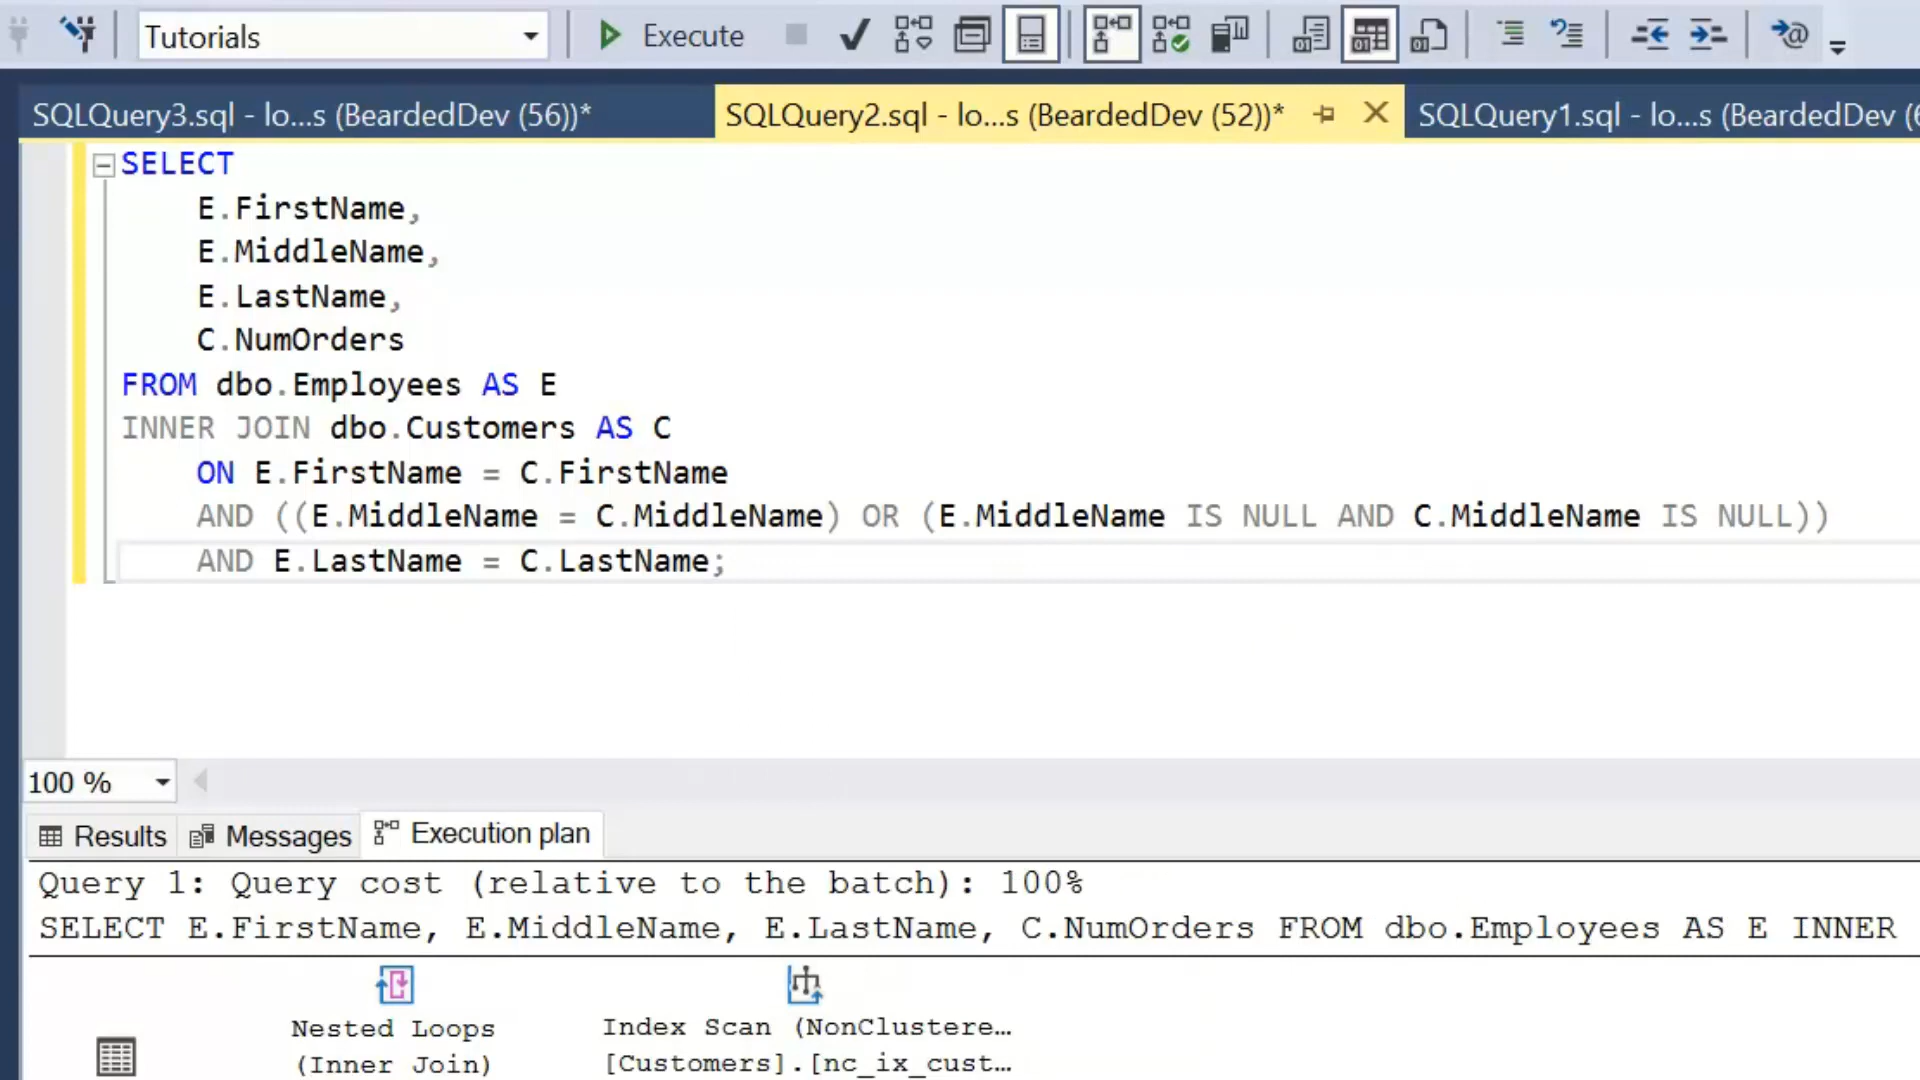 Tutorials
Execute
SQLQuery3.sql - lo...s (BeardedDev (56))*
SQLQuery2.sql - lo...s (BeardedDev (52))*
SQLQuery1.sql - lo...s (BeardedDev (6
SELECT
E.FirstName,
E.MiddleName,
E.LastName,
C.NumOrders
FROM dbo.Employees AS E
INNER JOIN dbo.Customers AS C
ON E.FirstName = C.FirstName
AND ((E.MiddleName = C.MiddleName) OR (E.MiddleName IS NULL AND C.MiddleName IS NULL))
AND E.LastName = C.LastName;
100 %
Results
Messages
Execution plan
Query 1: Query cost (relative to the batch): 100%
SELECT E.FirstName, E.MiddleName, E.LastName, C.NumOrders FROM dbo.Employees AS E INNER
Nested Loops
(Inner Join)
Index Scan (NonClustere...
[Customers].[nc_ix_cust...